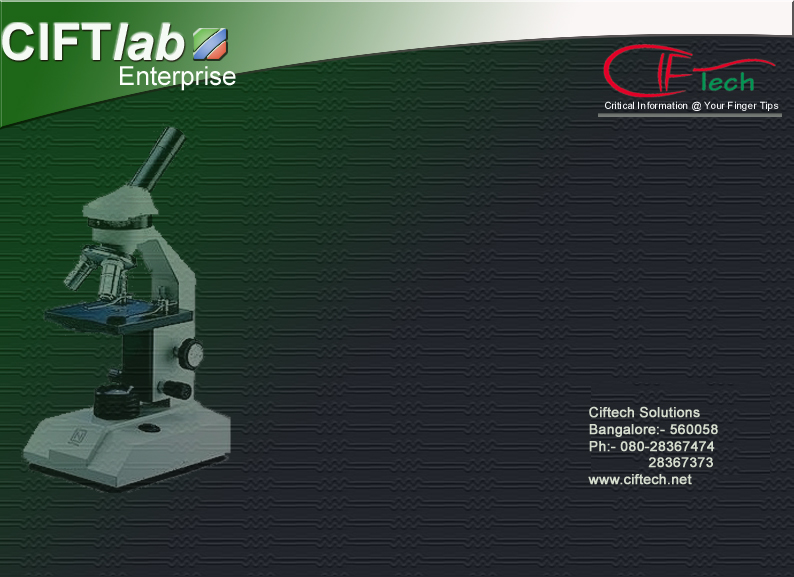 CIFTlab
Enterprise
CIFTech
Critical Information @ Your Finger Tips
Ciftech Solutions
Bangalore:- 560058
Ph:- 080-28367474
28367373
www.ciftech.net